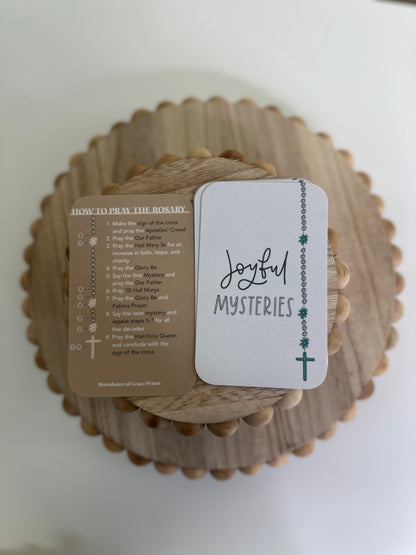 HOW TO PRAY THE ROSARY
1. Make the sign of the cross
and pray the Apostles' Creed
2. Pray the Our Father
3. Pray the Hail Mary 3x for an
increase in faith, hope, and
charity
4. Pray the Glory Be
5. Say the first Mystery and
pray the Our Father
6. Pray 10 Hail Marys
7. Pray the Glory Be and
Fatima Prayer
8. Say the next mystery and
repeat steps 5-7 for all
five decades
9. Pray the Hail Holy Queen
and conclude with the
sign of the cross
Abundance of Grace Prints
Joyful
MYSTERIES